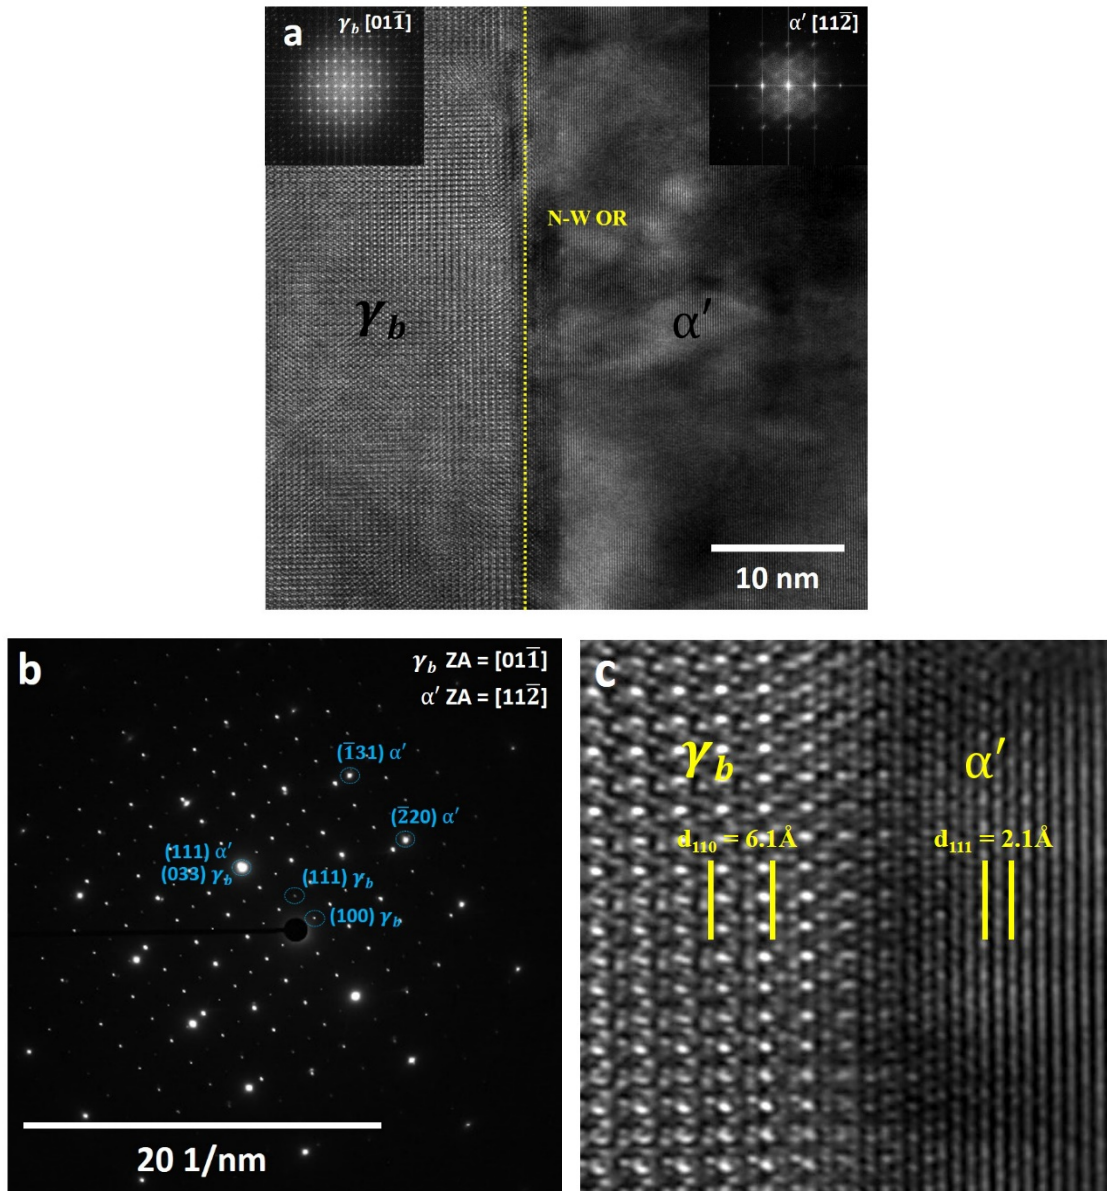 a
γb [011̅]
α′ [112̅]
N-W OR
γb
α′
10 nm
b
γb ZA = [011̅]
α′ ZA = [112̅]
(1̅31) α′
(2̅20) α′
(111) α′
(033) γb
(111) γb
(100) γb
20 1/nm
c
γb
α′
d110 = 6.1Å
d111 = 2.1Å